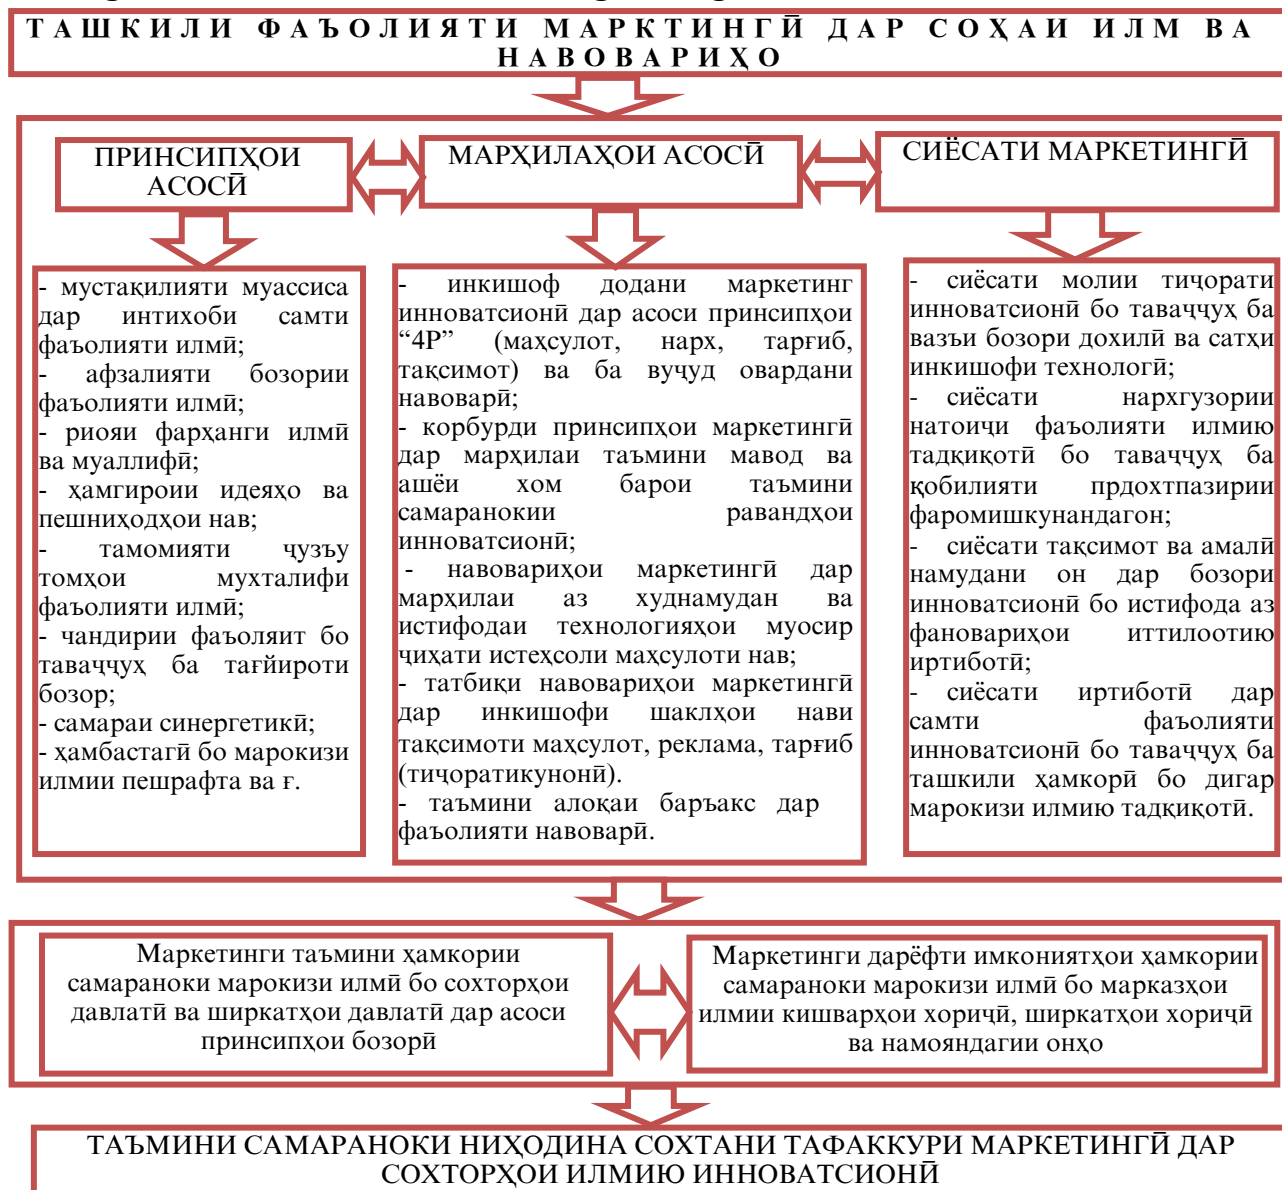 ТАШКИЛИ ФАЪОЛИЯТИ МАРКТИНГӢ ДАР СОҲАИ ИЛМ ВА
НАВОВАРИҲО
ПРИНСИПҲОИ
АСОСӢ
МАРҲИЛАҲОИ АСОСӢ
СИЁСАТИ МАРКЕТИНГӢ
- мустақилияти муассиса
дар интихоби самти
фаъолияти илмӣ;
- афзалияти бозории
фаъолияти илмӣ;
- риояи фарҳанги илмӣ
ва муаллифӣ;
- ҳамгироии идеяҳо ва
пешниҳодҳои нав;
- тамомияти ҷузъу
томҳои мухталифи
фаъолияти илмӣ;
- чандирии фаъоляит бо
таваҷҷуҳ ба тағйироти
бозор;
- самараи синергетикӣ;
- ҳамбастагӣ бо марокизи
илмии пешрафта ва ғ.
- инкишоф додани маркетинг
инноватсионӣ дар асоси принсипҳои
“4Р” (маҳсулот, нарх, тарғиб,
тақсимот) ва ба вуҷуд овардани
навоварӣ;
- корбурди принсипҳои маркетингӣ
дар марҳилаи таъмини мавод ва
ашёи хом барои таъмини
самаранокии равандҳои
инноватсионӣ;
- навовариҳои маркетингӣ дар
марҳилаи аз худнамудан ва
истифодаи технологияҳои муосир
ҷиҳати истеҳсоли маҳсулоти нав;
- татбиқи навовариҳои маркетингӣ
дар инкишофи шаклҳои нави
тақсимоти маҳсулот, реклама, тарғиб
(тиҷоратикунонӣ).
- таъмини алоқаи баръакс дар
фаъолияти навоварӣ.
- сиёсати молии тиҷорати
инноватсионӣ бо таваҷҷуҳ ба
вазъи бозори дохилӣ ва сатҳи
инкишофи технологӣ;
- сиёсати нархгузории
натоиҷи фаъолияти илмию
тадқиқотӣ бо таваҷҷуҳ ба
қобилияти прдохтпазирии
фаромишкунандагон;
- сиёсати тақсимот ва амалӣ
намудани он дар бозори
инноватсионӣ бо истифода аз
фановариҳои иттилоотию
иртиботӣ;
- сиёсати иртиботӣ дар
самти фаъолияти
инноватсионӣ бо таваҷҷуҳ ба
ташкили ҳамкорӣ бо дигар
марокизи илмию тадқиқотӣ.
Маркетинги таъмини ҳамкории
самараноки марокизи илмӣ бо сохторҳои
давлатӣ ва ширкатҳои давлатӣ дар асоси
принсипҳои бозорӣ
Маркетинги дарёфти имкониятҳои ҳамкории
самараноки марокизи илмӣ бо марказҳои
илмии кишварҳои хориҷӣ, ширкатҳои хориҷӣ
ва намояндагии онҳо
ТАЪМИНИ САМАРАНОКИ НИҲОДИНА СОХТАНИ ТАФАККУРИ МАРКЕТИНГӢ ДАР
СОХТОРҲОИ ИЛМИЮ ИННОВАТСИОНӢ